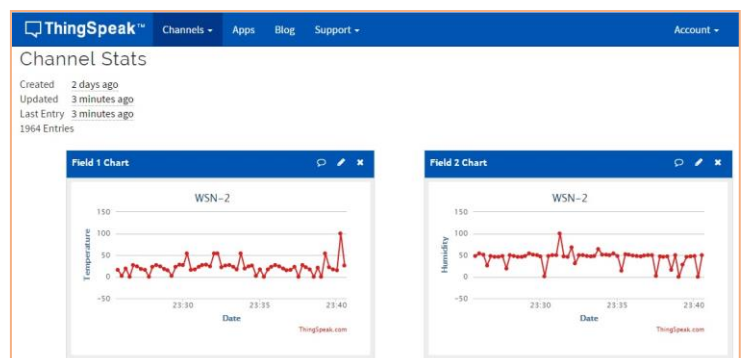 ThingSpeak™ Channels Apps Blog Support Account
Channel Stats
Created 2 days ago
Updated 3 minutes ago
Last Entry 3 minutes ago
1964 Entries
Field 1 Chart
WSN-2
150
100
50
0
-50
Temperature
23:30 23:35 23:40
Date
ThingSpeak.com
Field 2 Chart
WSN-2
150
100
50
0
-50
Humidity
23:30 23:35 23:40
Date
ThingSpeak.com